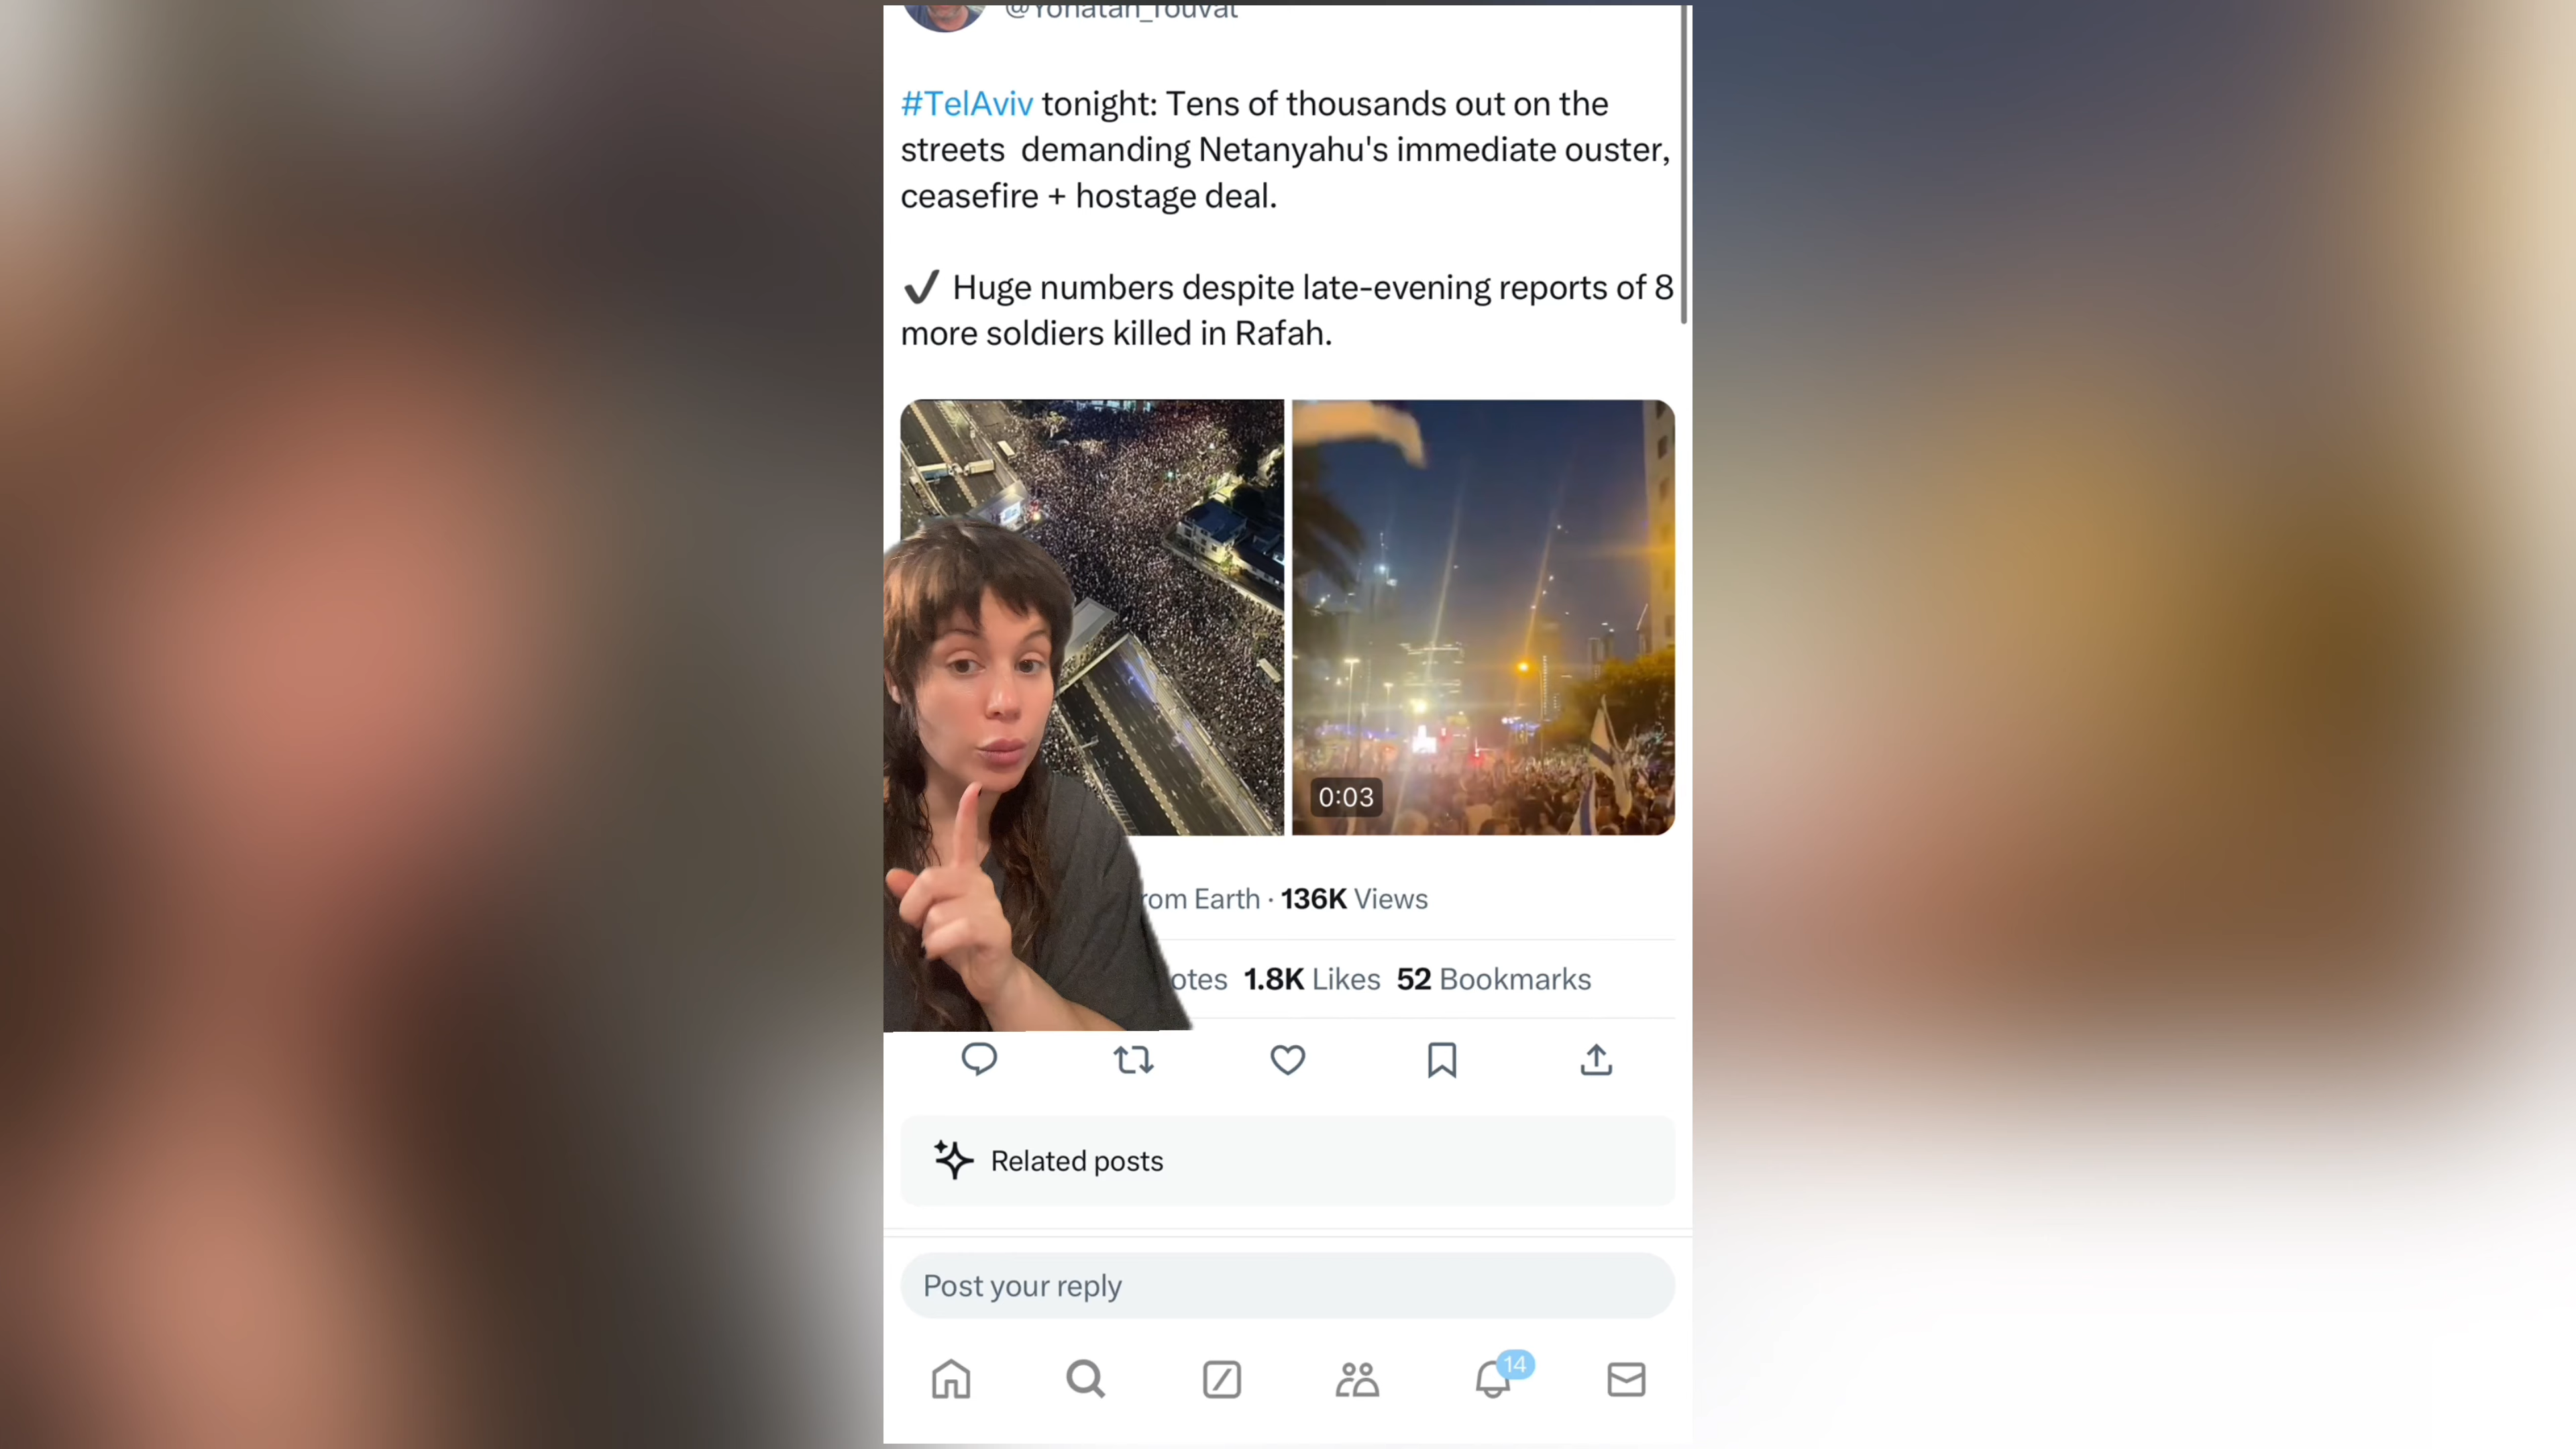 @Yonatan_Touval
#TelAviv tonight: Tens of thousands out on the
streets demanding Netanyahu's immediate ouster,
ceasefire + hostage deal.
✔ Huge numbers despite late-evening reports of 8
more soldiers killed in Rafah.
0:03
rom Earth · 136K Views
otes 1.8K Likes 52 Bookmarks
Related posts
Post your reply
14